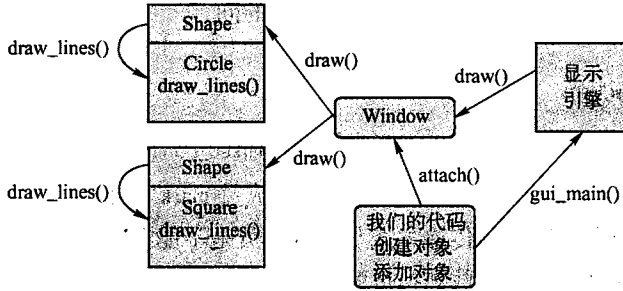 Shape
draw_lines()
Circle
draw_lines()
draw()
draw()
Window
draw()
显示
引擎
Shape
draw_lines()
Square
draw_lines()
attach()
gui_main()
我们的代码
创建对象
添加对象